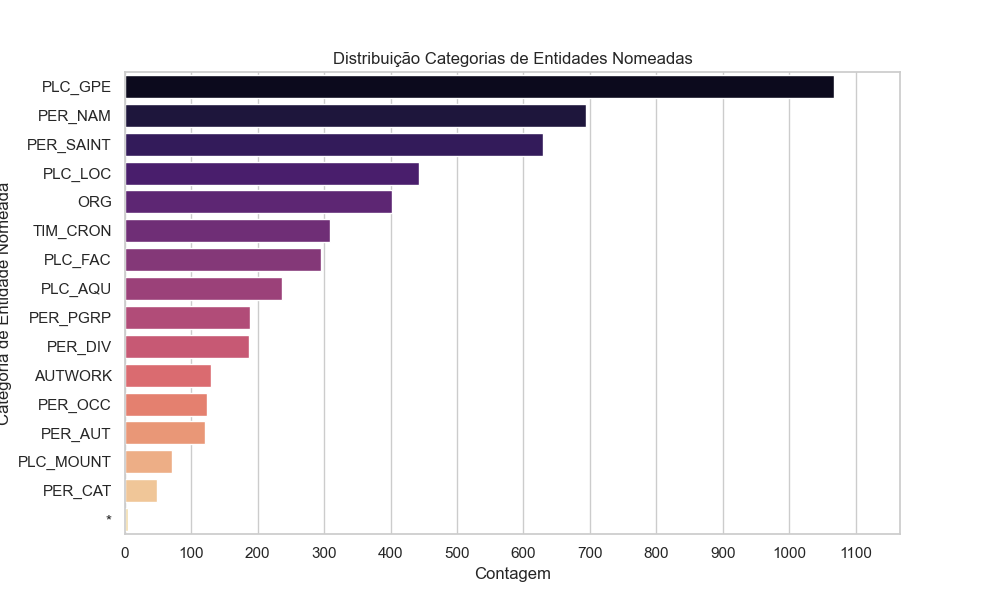 Distribuição Categorias de Entidades Nomeadas
Categoria de Entidade Nomeada
PLC_GPE
PER_NAM
PER_SAINT
PLC_LOC
ORG
TIM_CRON
PLC_FAC
PLC_AQU
PER_PGRP
PER_DIV
AUTWORK
PER_OCC
PER_AUT
PLC_MOUNT
PER_CAT
*
0 100 200 300 400 500 600 700 800 900 1000 1100
Contagem